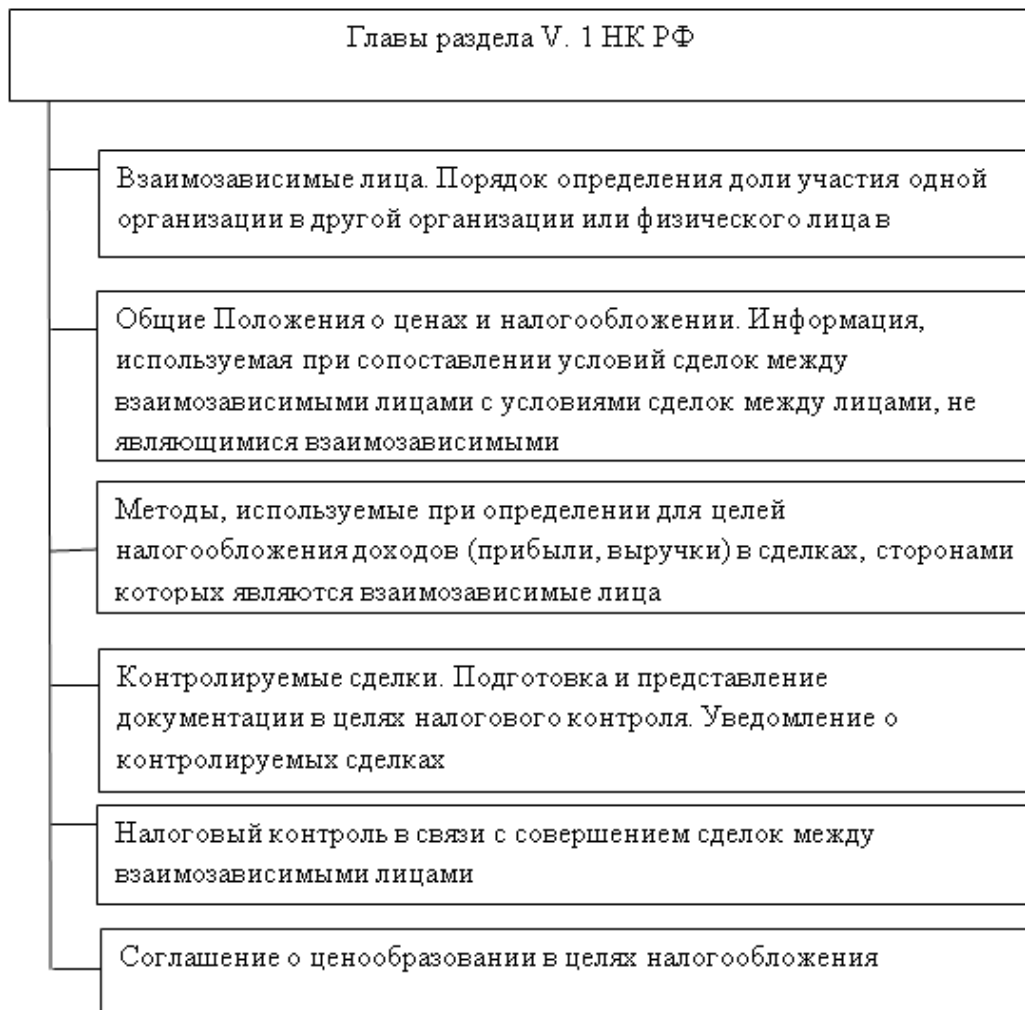 Главы раздела V. 1 НК РФ
Взаимозависимые лица. Порядок определения доли участия одной
организации в другой организации или физического лица в
Общие Положения о ценах и налогообложении. Информация,
используемая при сопоставлении условий сделок между
взаимозависимыми лицами с условиями сделок между лицами, не
являющимися взаимозависимыми
Методы, используемые при определении для целей
налогообложения доходов (прибыли, выручки) в сделках, сторонами
которых являются взаимозависимые лица
Контролируемые сделки. Подготовка и представление
документации в целях налогового контроля. Уведомление о
контролируемых сделках
Налоговый контроль в связи с совершением сделок между
взаимозависимыми лицами
Соглашение о ценообразовании в целях налогообложения